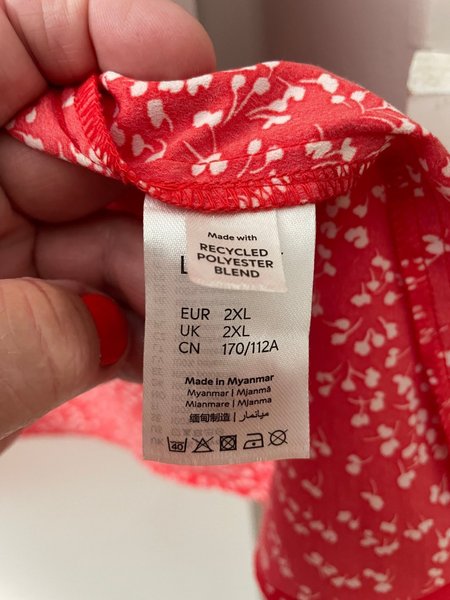 Made with
RECYCLED
POLYESTER
BLEND
EUR 2XL
UK 2XL
CN 170/112A
Made in Myanmar
Myanmar | Mjanmā
Mianmare | Mjanma
缅甸制造 | ميانمار
40